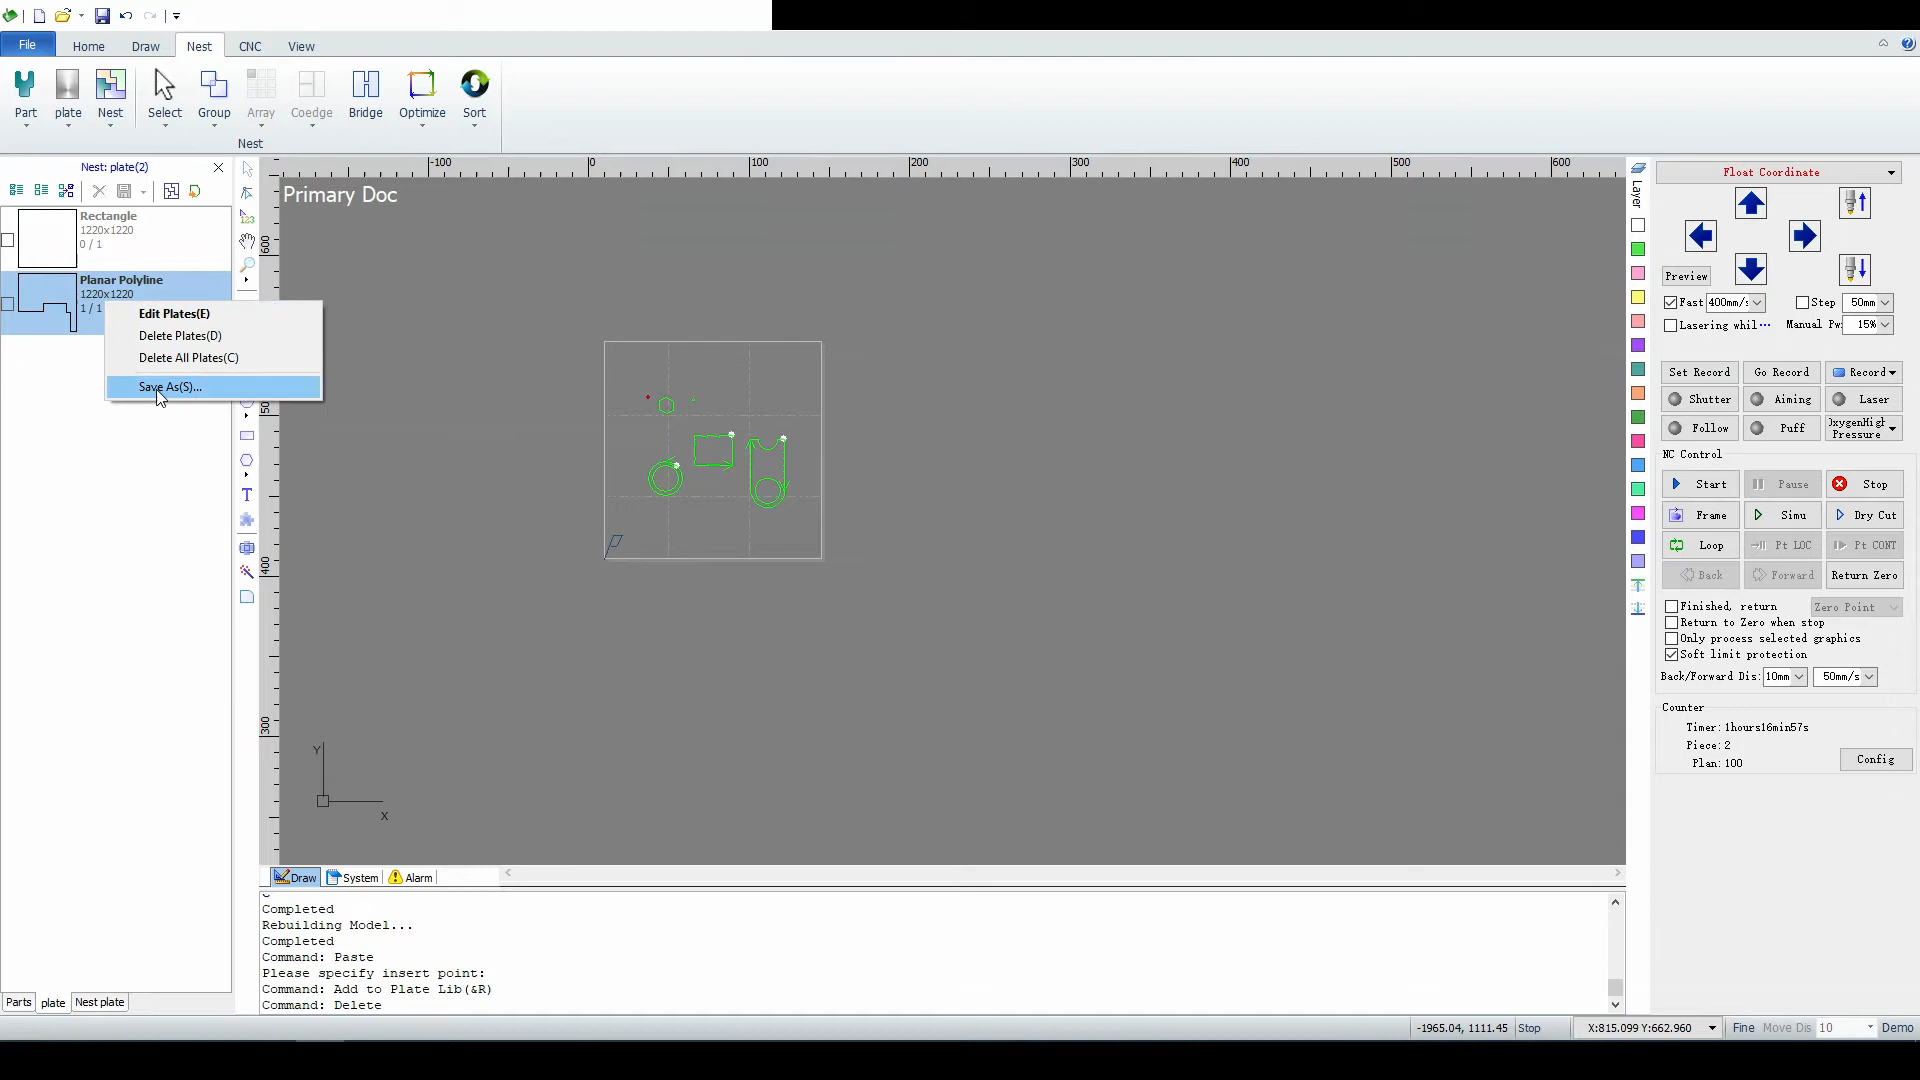 File Home Draw Nest CNC View
Part plate Nest Select Group Array Coedge Bridge Optimize Sort
Nest
Nest: plate(2)
Rectangle
1220x1220
0 / 1
Planar Polyline
1220x1220
1 / 1
Edit Plates(E)
Delete Plates(D)
Delete All Plates(C)
Save As(S)...
123
T
-100 0 100 200 300 400 500 600
600
500
400
300
Primary Doc
Y
X
Layer
Float Coordinate
Preview
Fast 400mm/s Step 50mm
Lasering whil... Manual Pw: 15%
Set Record Go Record Record
Shutter Aiming Laser
Follow Puff OxygenHigh Pressure
NC Control
Start Pause Stop
Frame Simu Dry Cut
Loop Pt LOC Pt CONT
Back Forward Return Zero
Finished, return Zero Point
Return to Zero when stop
Only process selected graphics
Soft limit protection
Back/Forward Dis: 10mm 50mm/s
Counter
Timer: 1hours16min57s
Piece: 2
Plan: 100
Config
Draw System Alarm
Completed
Rebuilding Model...
Completed
Command: Paste
Please specify insert point:
Command: Add to Plate Lib(&R)
Command: Delete
Parts plate Nest plate
-1965.04, 1111.45 Stop X:815.099 Y:662.960 Fine Move Dis 10 Demo